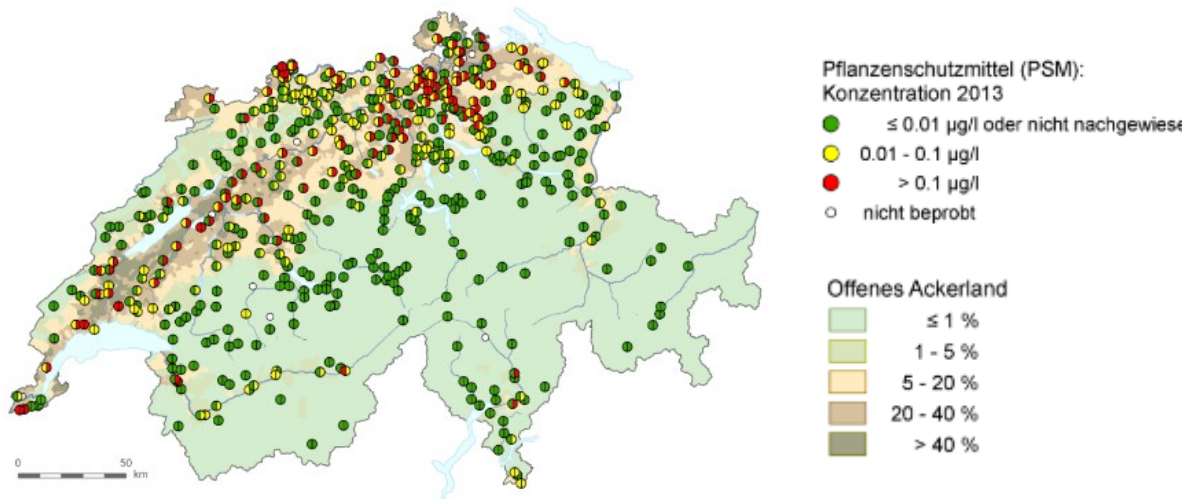 Pflanzenschutzmittel (PSM):
Konzentration 2013
≤ 0.01 µg/l oder nicht nachgewiese
0.01 - 0.1 µg/l
> 0.1 µg/l
nicht beprobt
Offenes Ackerland
≤ 1 %
1 - 5 %
5 - 20 %
20 - 40 %
> 40 %
0 50
km